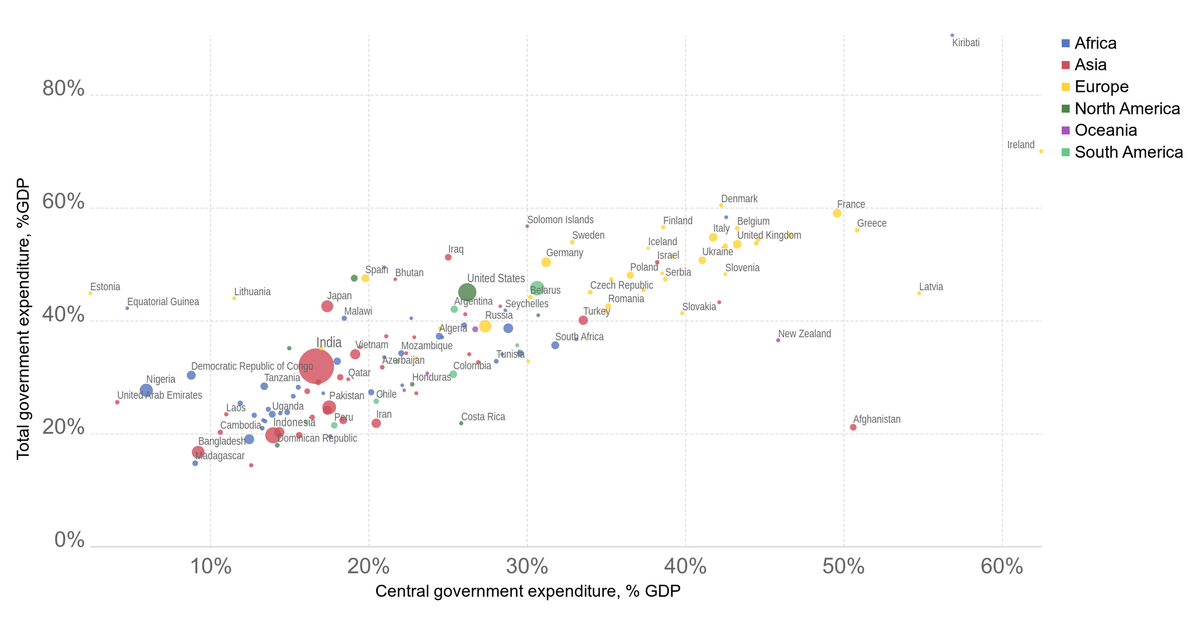 Africa
Asia
Europe
North America
Oceania
South America
Total government expenditure, %GDP
80%
60%
40%
20%
0%
Kiribati
Ireland
Denmark
France
Solomon Islands
Finland
Belgium
Greece
Italy
United Kingdom
Sweden
Iceland
Iraq
Germany
Israel
Ukraine
Spain
Bhutan
Poland
Serbia
Slovenia
United States
Estonia
Lithuania
Czech Republic
Latvia
Belarus
Equatorial Guinea
Japan
Argentina
Seychelles
Romania
Slovakia
Malawi
Russia
Turkey
Algeria
New Zealand
South Africa
India
Vietnam
Mozambique
Tunisia
Azerbaijan
Colombia
Democratic Republic of Congo
Qatar
Nigeria
Tanzania
Honduras
United Arab Emirates
Pakistan
Chile
Laos
Uganda
Peru
Iran
Costa Rica
Afghanistan
Cambodia
Indonesia
Bangladesh
Dominican Republic
Madagascar
10%
20%
30%
40%
50%
60%
Central government expenditure, % GDP